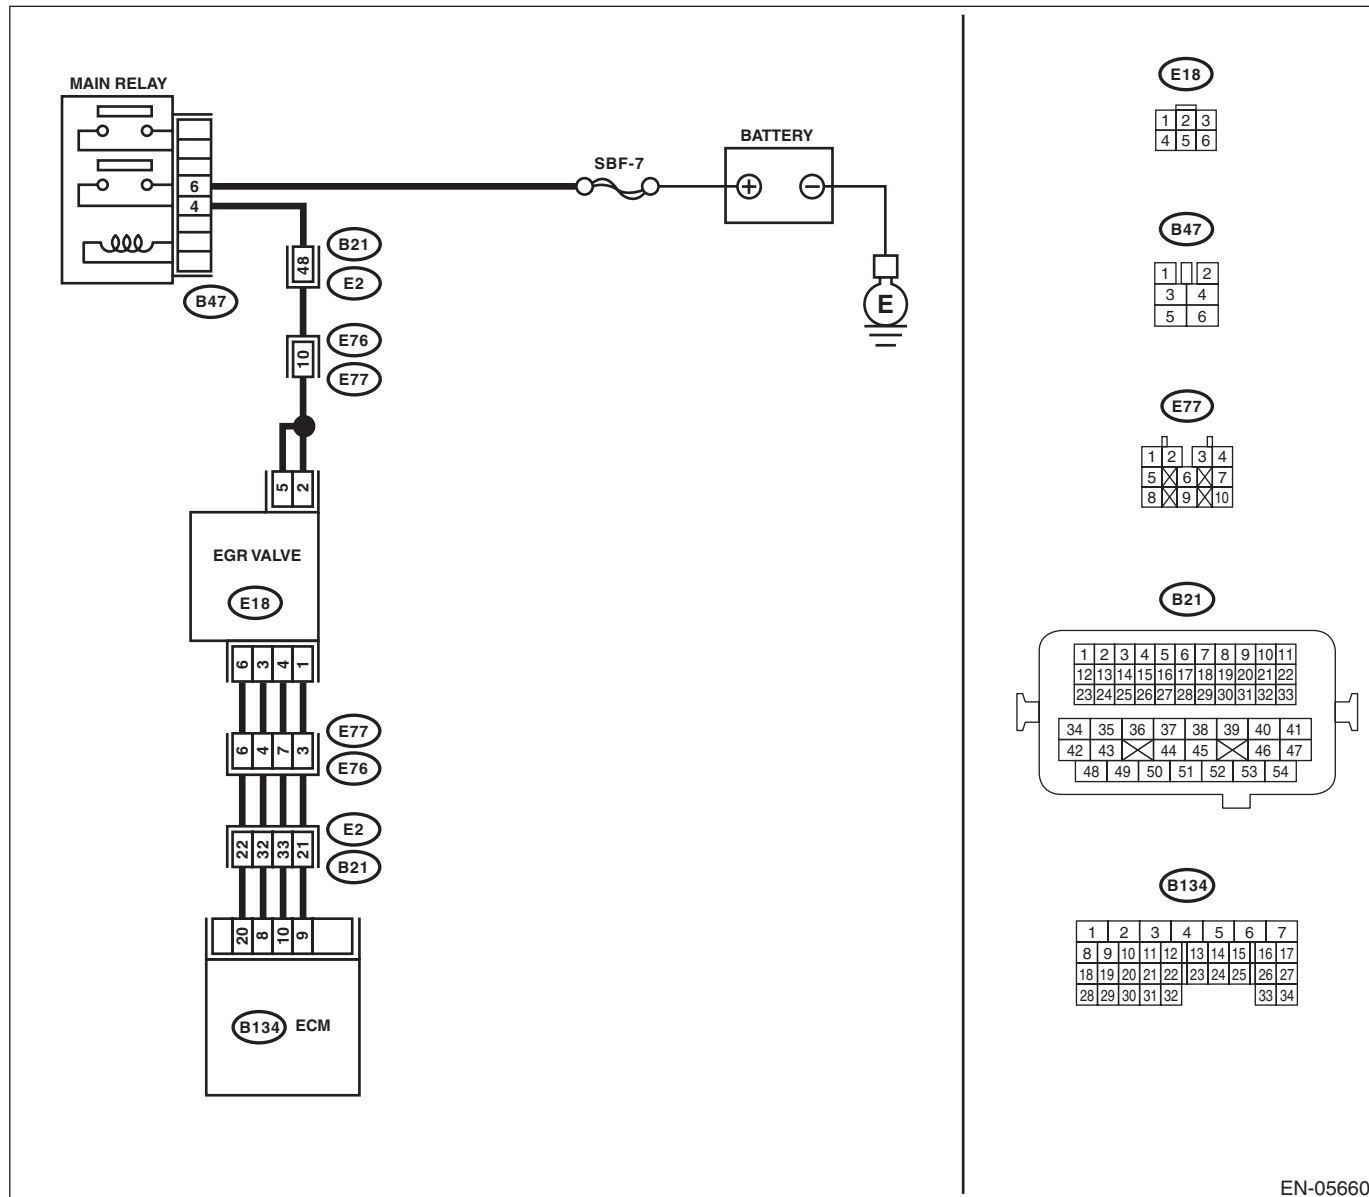 MAIN RELAY
6
4
B47
SBF-7
BATTERY
+ −
E
48
B21
E2
10
E76
E77
5 2
EGR VALVE
E18
6 3 4 1
6 4 7 3
E77
E76
22 32 33 21
E2
B21
20 8 10 9
B134 ECM
E18
1 2 3
4 5 6
B47
1 2
3 4
5 6
E77
1 2 3 4
5 6 7
8 9 10
B21
1 2 3 4 5 6 7 8 9 10 11
12 13 14 15 16 17 18 19 20 21 22
23 24 25 26 27 28 29 30 31 32 33
34 35 36 37 38 39 40 41
42 43 44 45 46 47
48 49 50 51 52 53 54
B134
1 2 3 4 5 6 7
8 9 10 11 12 13 14 15 16 17
18 19 20 21 22 23 24 25 26 27
28 29 30 31 32 33 34
EN-05660